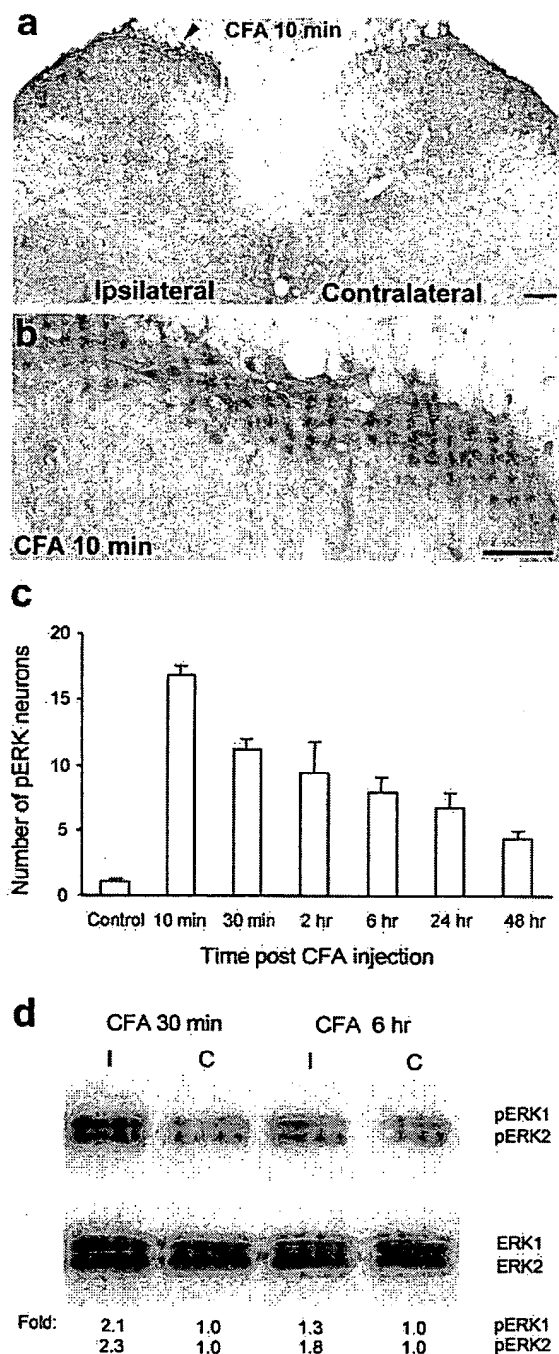 a
CFA 10 min
Ipsilateral
Contralateral
b
CFA 10 min
c
20
15
10
5
0
Number of pERK neurons
Control 10 min 30 min 2 hr 6 hr 24 hr 48 hr
Time post CFA injection
d
CFA 30 min CFA 6 hr
I C I C
pERK1
pERK2
ERK1
ERK2
Fold: 2.1 1.0 1.3 1.0 pERK1
2.3 1.0 1.8 1.0 pERK2